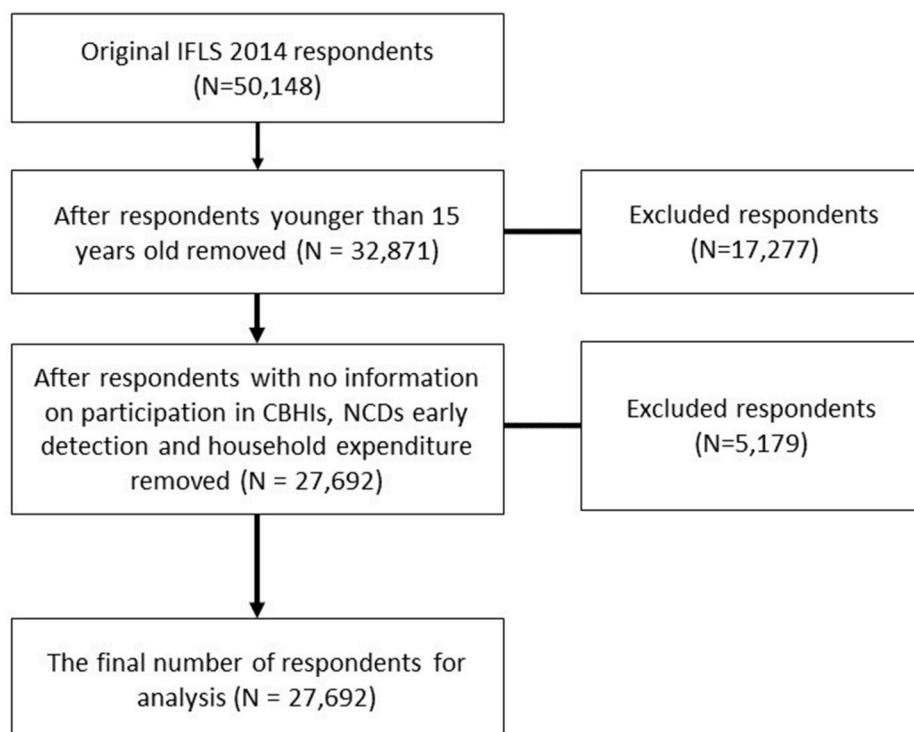 Original IFLS 2014 respondents
(N=50,148)
After respondents younger than 15
years old removed (N = 32,871)
Excluded respondents
(N=17,277)
After respondents with no information
on participation in CBHIs, NCDs early
detection and household expenditure
removed (N = 27,692)
Excluded respondents
(N=5,179)
The final number of respondents for
analysis (N = 27,692)